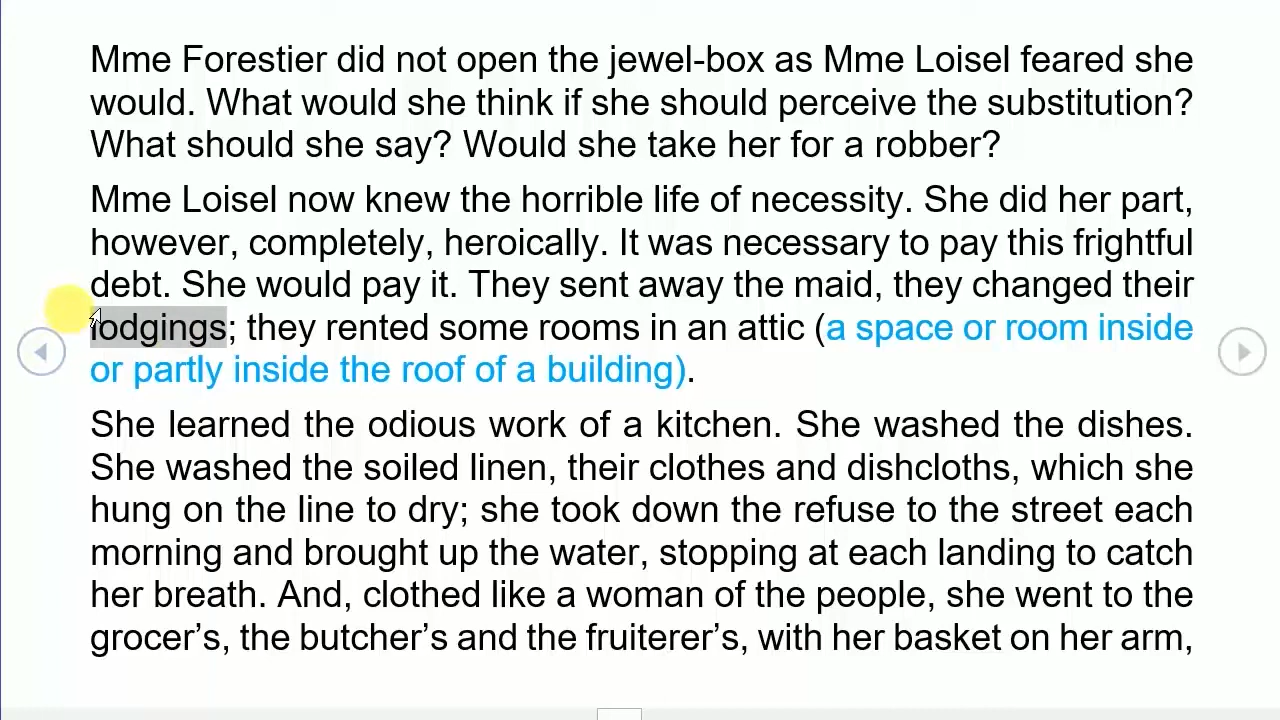 Mme Forestier did not open the jewel-box as Mme Loisel feared she
would. What would she think if she should perceive the substitution?
What should she say? Would she take her for a robber?
Mme Loisel now knew the horrible life of necessity. She did her part,
however, completely, heroically. It was necessary to pay this frightful
debt. She would pay it. They sent away the maid, they changed their
lodgings; they rented some rooms in an attic (a space or room inside
or partly inside the roof of a building).
She learned the odious work of a kitchen. She washed the dishes.
She washed the soiled linen, their clothes and dishcloths, which she
hung on the line to dry; she took down the refuse to the street each
morning and brought up the water, stopping at each landing to catch
her breath. And, clothed like a woman of the people, she went to the
grocer’s, the butcher’s and the fruiterer’s, with her basket on her arm,